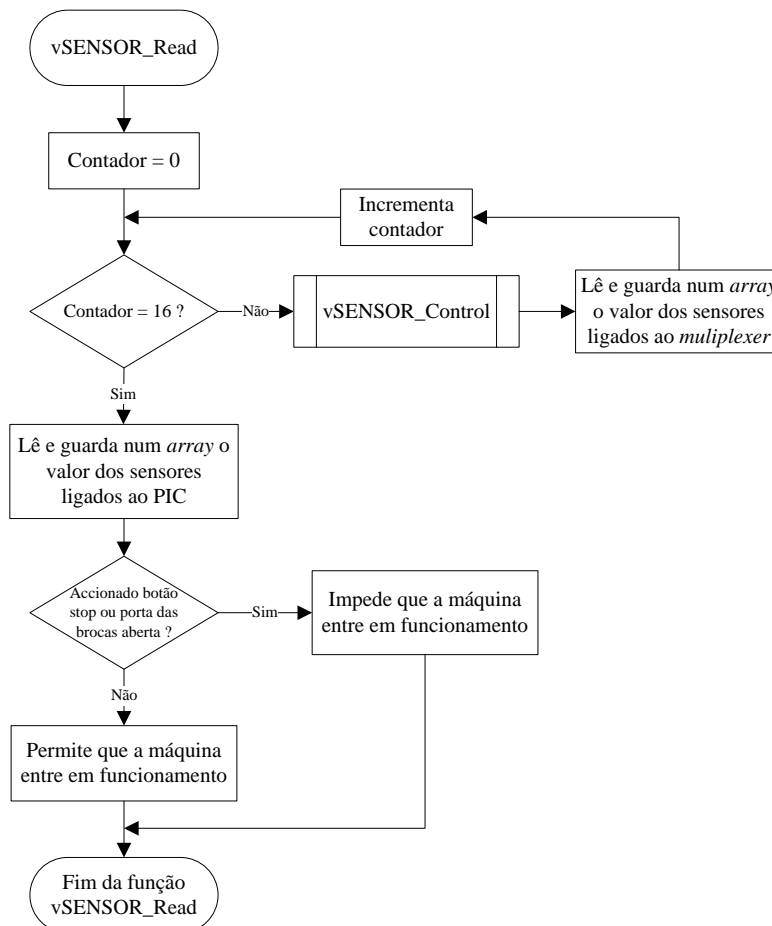 vSENSOR_Read
Contador = 0
Incrementa
contador
Contador = 16 ?
Não
vSENSOR_Control
Lê e guarda num array
o valor dos sensores
ligados ao muliplexer
Sim
Lê e guarda num array o
valor dos sensores
ligados ao PIC
Accionado botão
stop ou porta das
brocas aberta ?
Sim
Impede que a máquina
entre em funcionamento
Não
Permite que a máquina
entre em funcionamento
Fim da função
vSENSOR_Read